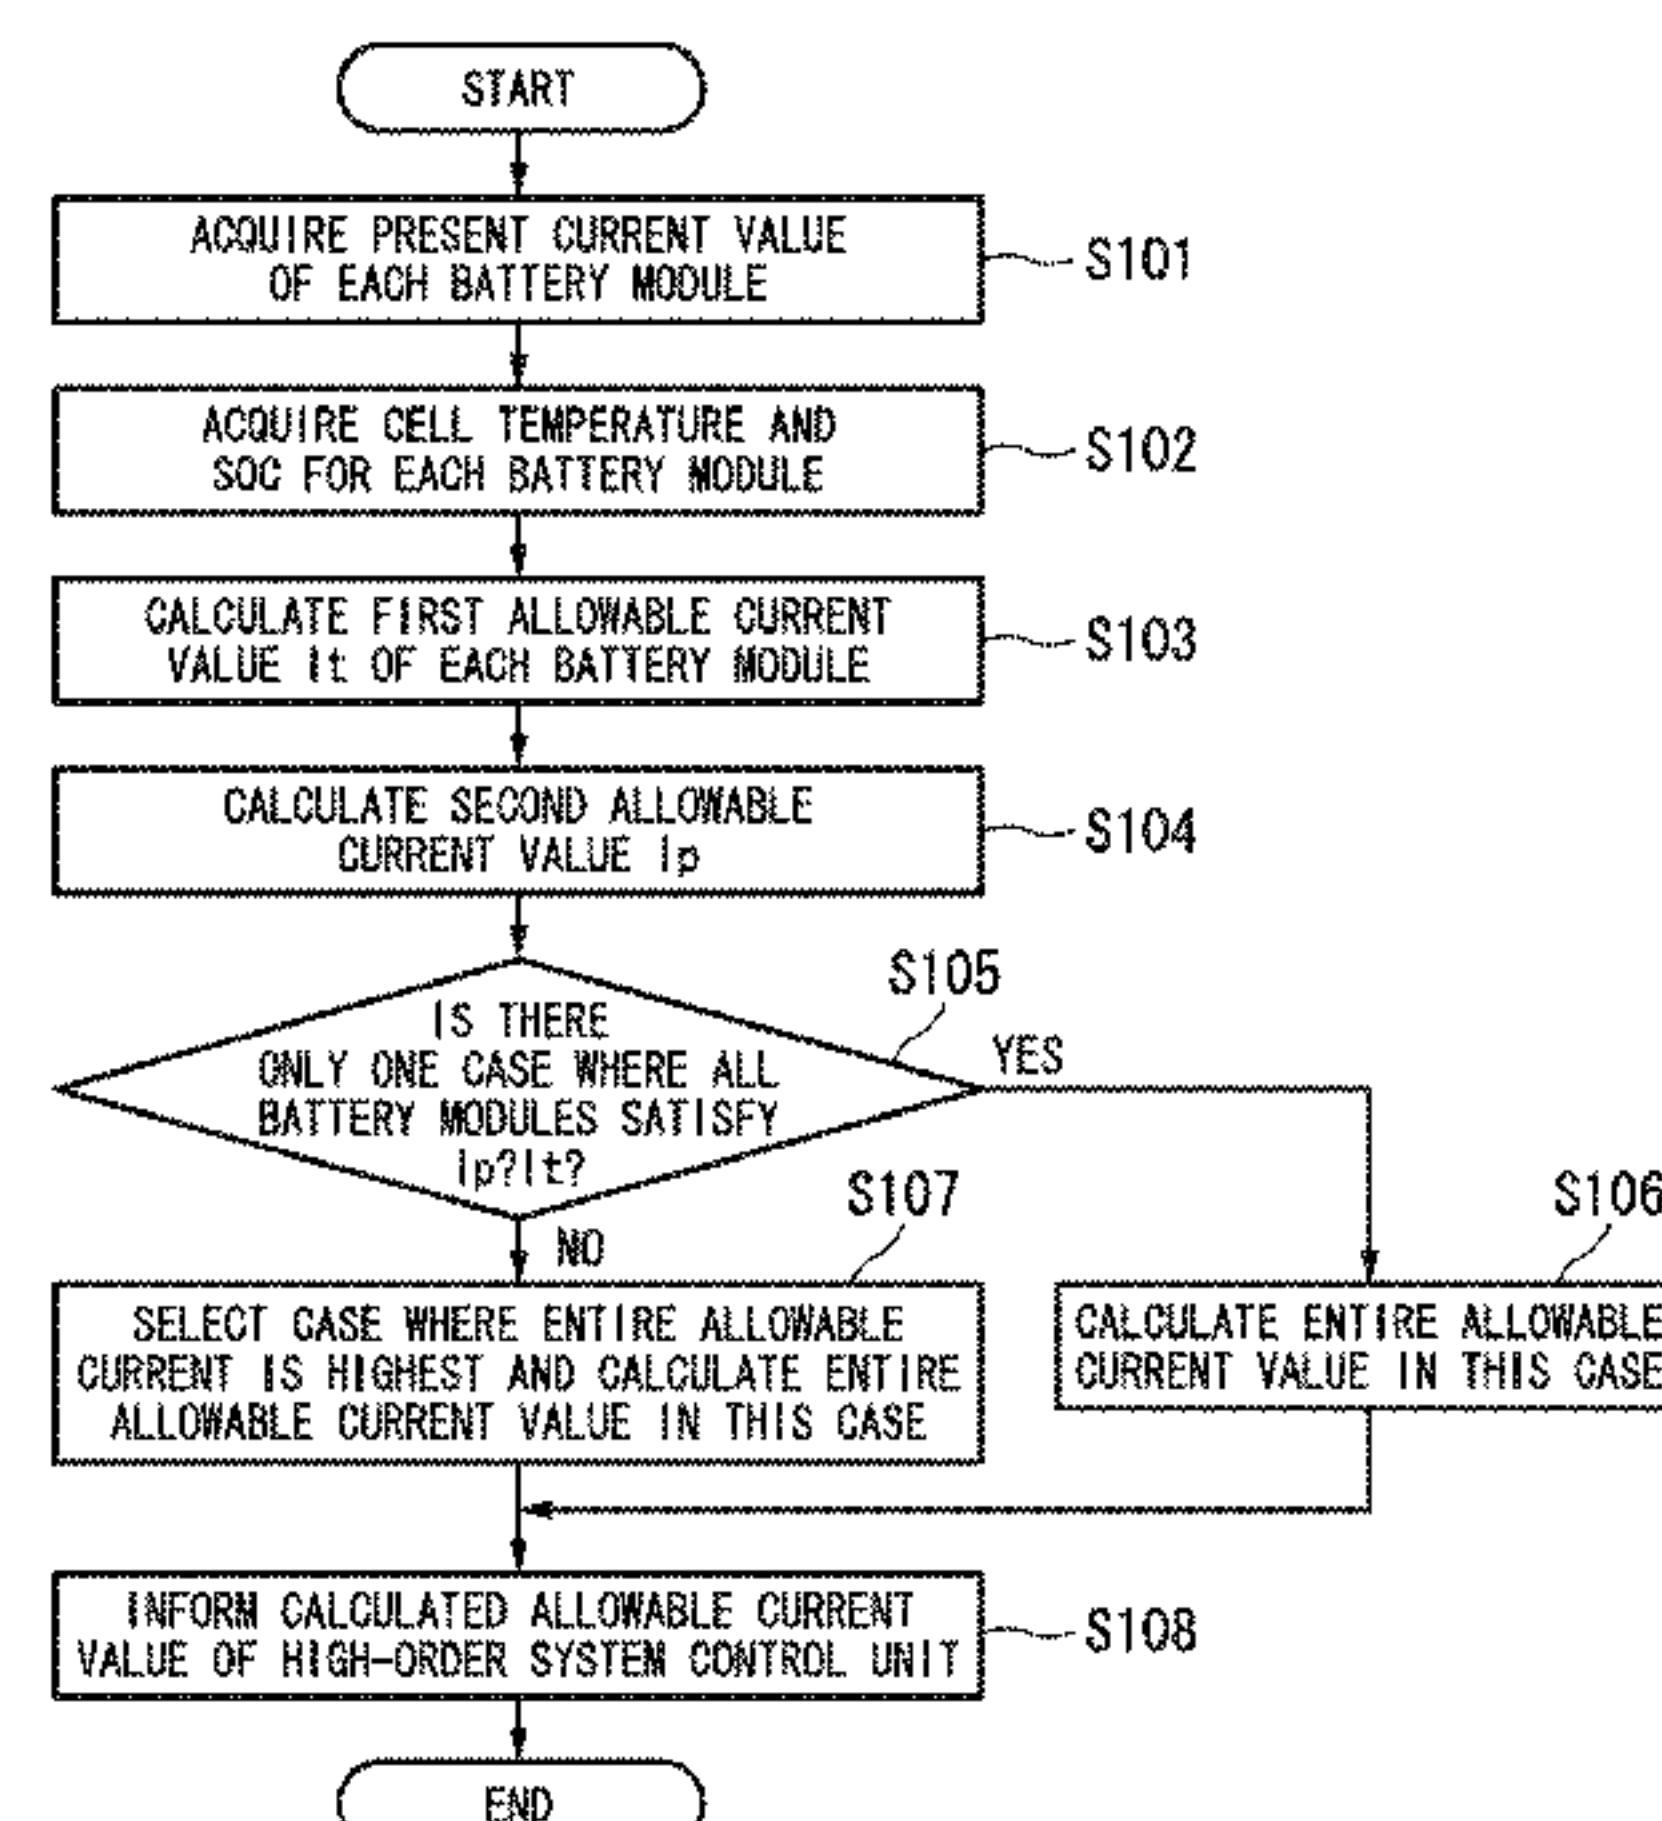 START
ACQUIRE PRESENT CURRENT VALUE
OF EACH BATTERY MODULE
S101
ACQUIRE CELL TEMPERATURE AND
SOC FOR EACH BATTERY MODULE
S102
CALCULATE FIRST ALLOWABLE CURRENT
VALUE It OF EACH BATTERY MODULE
S103
CALCULATE SECOND ALLOWABLE
CURRENT VALUE Ip
S104
S105
IS THERE
ONLY ONE CASE WHERE ALL
BATTERY MODULES SATISFY
Ip?It?
YES
NO
S107
SELECT CASE WHERE ENTIRE ALLOWABLE
CURRENT IS HIGHEST AND CALCULATE ENTIRE
ALLOWABLE CURRENT VALUE IN THIS CASE
S106
CALCULATE ENTIRE ALLOWABLE
CURRENT VALUE IN THIS CASE
INFORM CALCULATED ALLOWABLE CURRENT
VALUE OF HIGH-ORDER SYSTEM CONTROL UNIT
S108
END